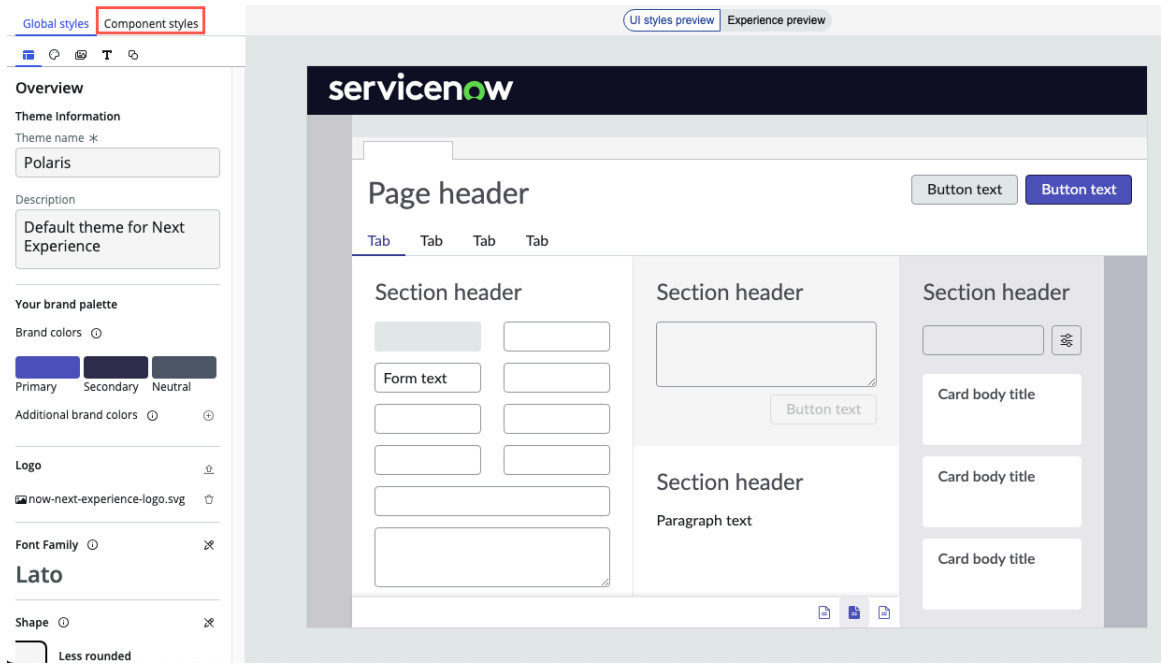 Global styles
Component styles
UI styles preview
Experience preview
Overview
Theme Information
Theme name *
Polaris
Description
Default theme for Next
Experience
Your brand palette
Brand colors
Primary
Secondary
Neutral
Additional brand colors
Logo
now-next-experience-logo.svg
Font Family
Lato
Shape
Less rounded
servicenow
Page header
Button text
Button text
Tab
Tab
Tab
Tab
Section header
Form text
Section header
Button text
Section header
Paragraph text
Section header
Card body title
Card body title
Card body title